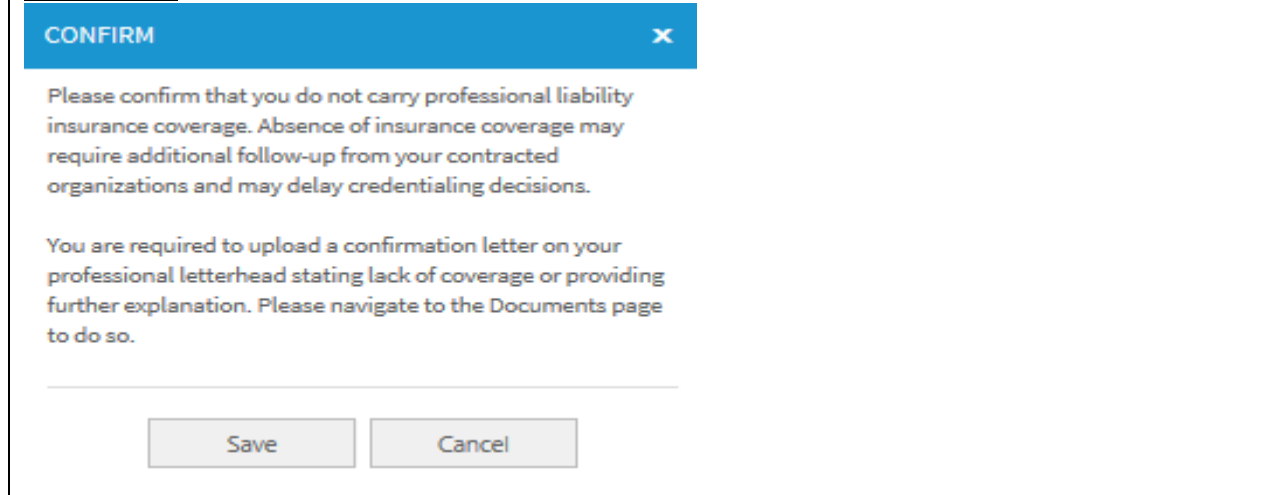 CONFIRM ×
Please confirm that you do not carry professional liability
insurance coverage. Absence of insurance coverage may
require additional follow-up from your contracted
organizations and may delay credentialing decisions.
You are required to upload a confirmation letter on your
professional letterhead stating lack of coverage or providing
further explanation. Please navigate to the Documents page
to do so.
Save Cancel